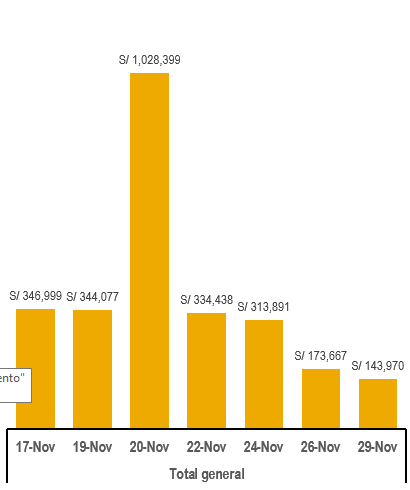 S/ 1,028,399
S/ 346,999 S/ 344,077 S/ 334,438 S/ 313,891
S/ 173,667 S/ 143,970
17-Nov 19-Nov 20-Nov 22-Nov 24-Nov 26-Nov 29-Nov
Total general